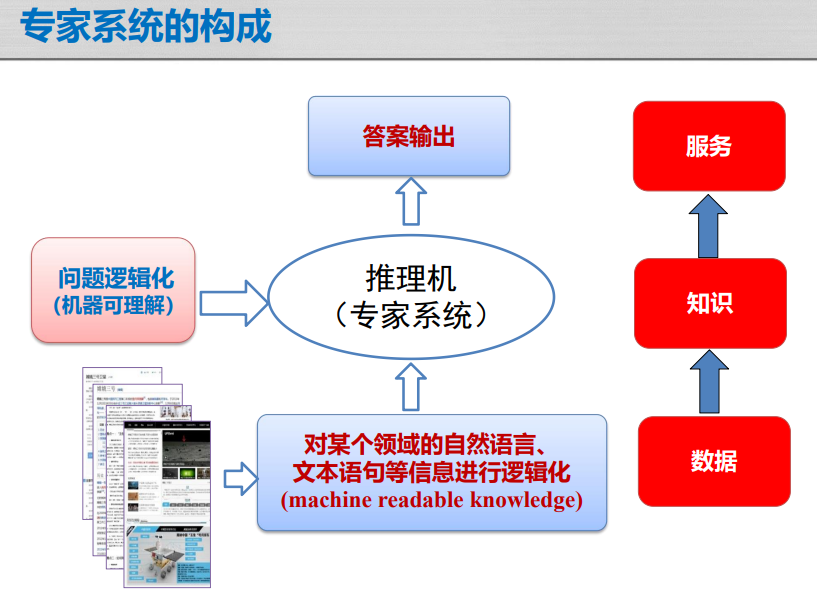 专家系统的构成
答案输出
服务
问题逻辑化
(机器可理解)
推理机
（专家系统）
知识
对某个领域的自然语言、
文本语句等信息进行逻辑化
(machine readable knowledge)
数据